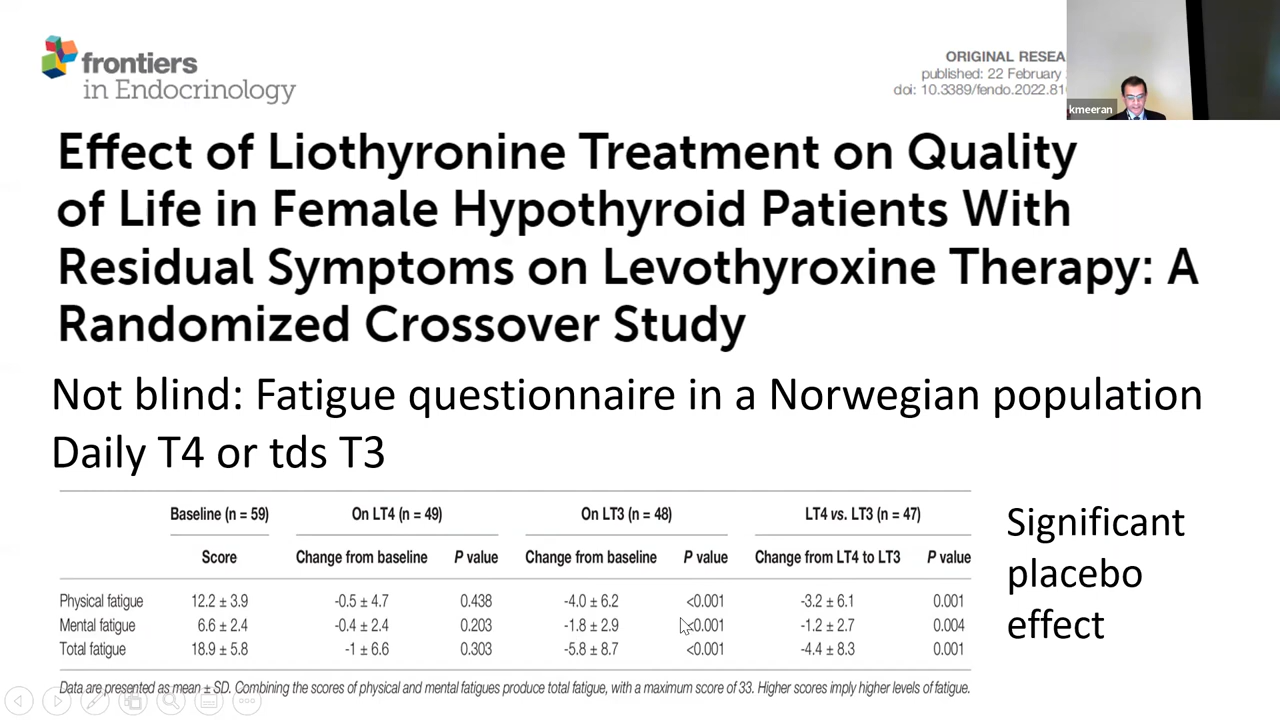 frontiers
in Endocrinology
ORIGINAL RESEA
published: 22 February
doi: 10.3389/fendo.2022.81
kmeeran
Effect of Liothyronine Treatment on Quality
of Life in Female Hypothyroid Patients With
Residual Symptoms on Levothyroxine Therapy: A
Randomized Crossover Study
Not blind: Fatigue questionnaire in a Norwegian population
Daily T4 or tds T3
Baseline (n = 59) On LT4 (n = 49) On LT3 (n = 48) LT4 vs. LT3 (n = 47)
Score Change from baseline P value Change from baseline P value Change from LT4 to LT3 P value
Physical fatigue 12.2 ± 3.9 -0.5 ± 4.7 0.438 -4.0 ± 6.2 <0.001 -3.2 ± 6.1 0.001
Mental fatigue 6.6 ± 2.4 -0.4 ± 2.4 0.203 -1.8 ± 2.9 <0.001 -1.2 ± 2.7 0.004
Total fatigue 18.9 ± 5.8 -1 ± 6.6 0.303 -5.8 ± 8.7 <0.001 -4.4 ± 8.3 0.001
Data are presented as mean ± SD. Combining the scores of physical and mental fatigues produce total fatigue, with a maximum score of 33. Higher scores imply higher levels of fatigue.
Significant
placebo
effect